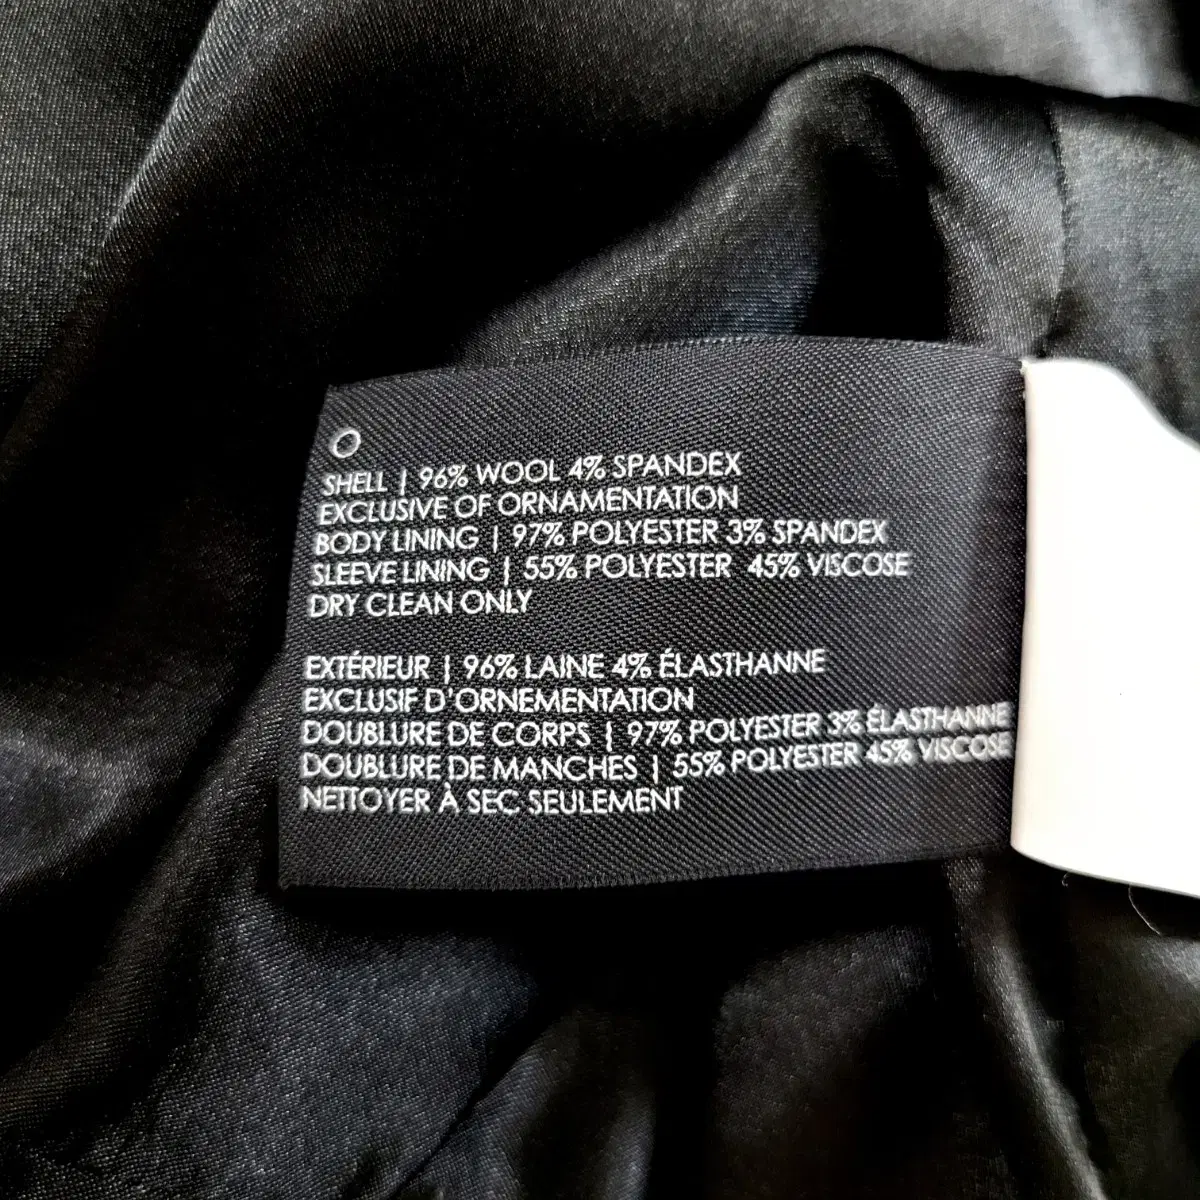 SHELL | 96% WOOL 4% SPANDEX
EXCLUSIVE OF ORNAMENTATION
BODY LINING | 97% POLYESTER 3% SPANDEX
SLEEVE LINING | 55% POLYESTER 45% VISCOSE
DRY CLEAN ONLY
EXTÉRIEUR | 96% LAINE 4% ÉLASTHANNE
EXCLUSIF D'ORNEMENTATION
DOUBLURE DE CORPS | 97% POLYESTER 3% ÉLASTHANNE
DOUBLURE DE MANCHES | 55% POLYESTER 45% VISCOSE
NETTOYER À SEC SEULEMENT